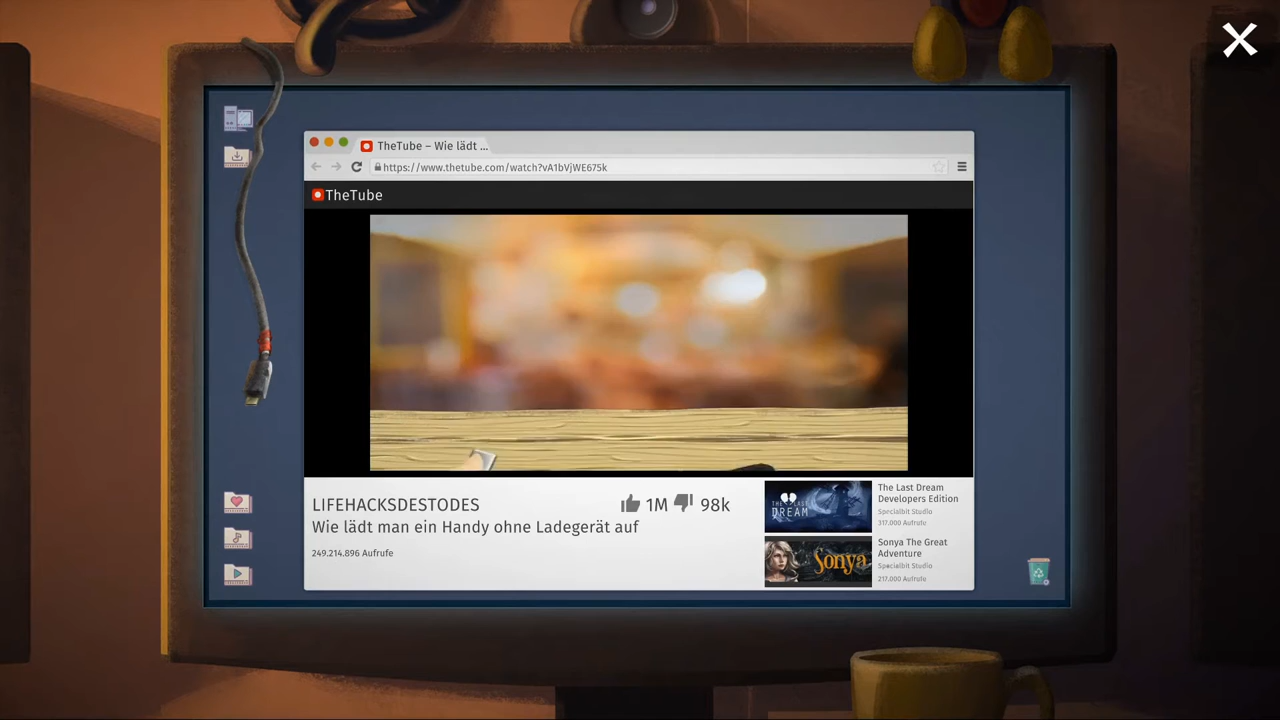 TheTube – Wie lädt ...
https://www.thetube.com/watch?vA1bVjWE675k
TheTube
LIFEHACKSDESTODES
1M
98k
Wie lädt man ein Handy ohne Ladegerät auf
249.214.896 Aufrufe
THE LAST
DREAM
The Last Dream
Developers Edition
Specialbit Studio
317.000 Aufrufe
Sonya
Sonya The Great
Adventure
Specialbit Studio
217.000 Aufrufe